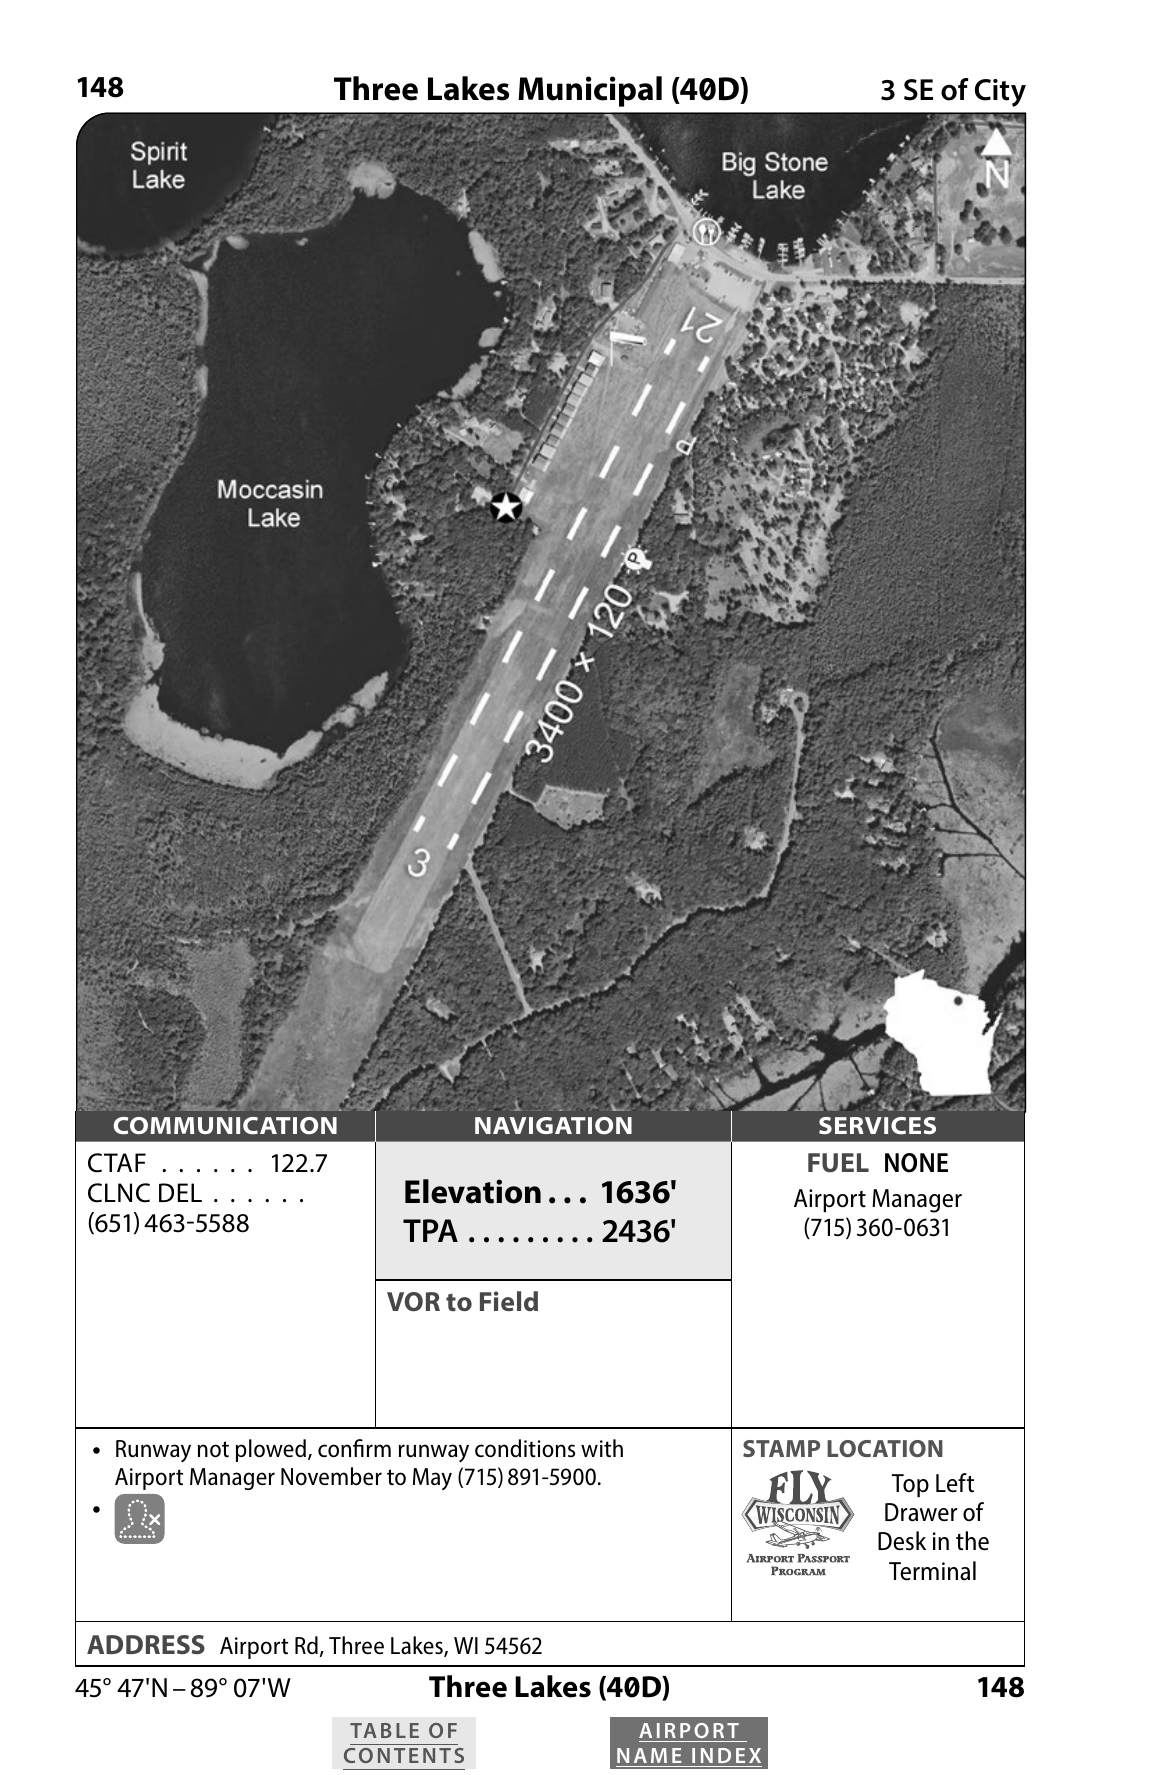 148
Three Lakes Municipal (40D)
3 SE of City
Spirit
Lake
Big Stone
Lake
N
21
Moccasin
Lake
P
3400 × 120
3
COMMUNICATION
CTAF . . . . . . 122.7
CLNC DEL . . . . . .
(651) 463-5588
NAVIGATION
Elevation . . . 1636'
TPA . . . . . . . . . 2436'
VOR to Field
SERVICES
FUEL NONE
Airport Manager
(715) 360-0631
• Runway not plowed, confirm runway conditions with
Airport Manager November to May (715) 891-5900.
•
STAMP LOCATION
FLY
WISCONSIN
AIRPORT PASSPORT
PROGRAM
Top Left
Drawer of
Desk in the
Terminal
ADDRESS Airport Rd, Three Lakes, WI 54562
45° 47'N – 89° 07'W
Three Lakes (40D)
148
TABLE OF
CONTENTS
AIRPORT
NAME INDEX